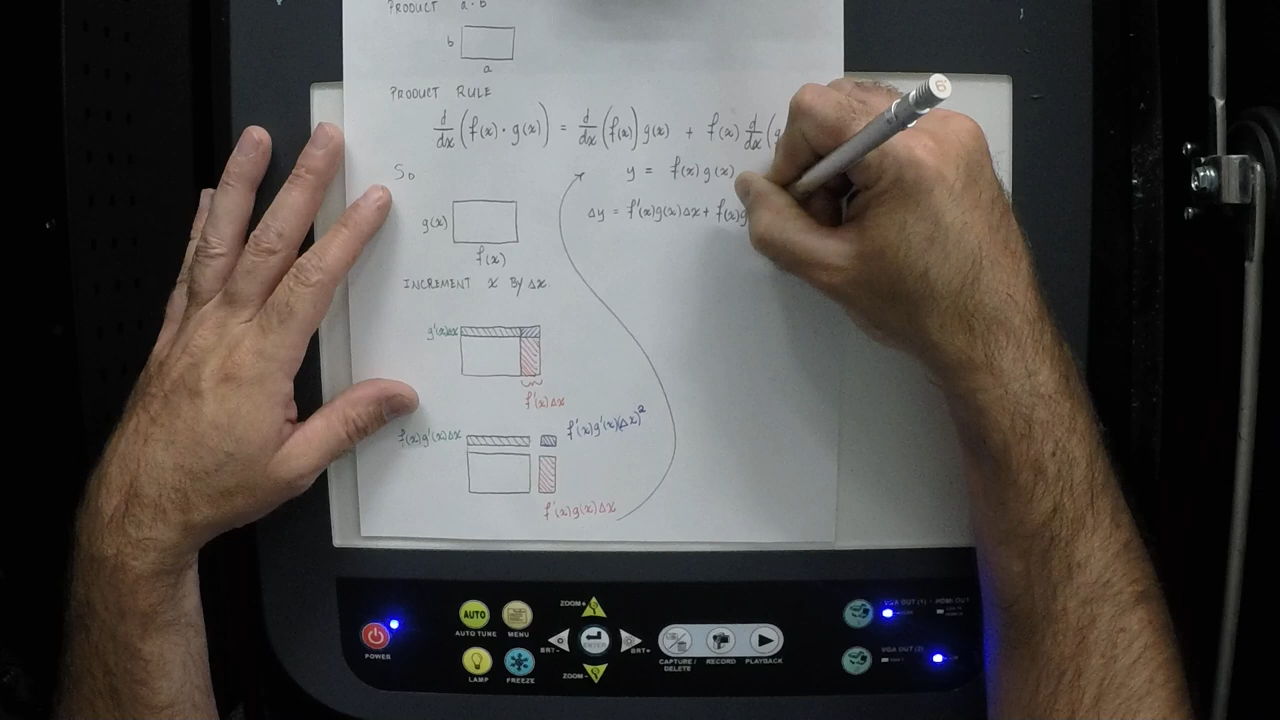 PRODUCT a·b
b
a
PRODUCT RULE
d/dx (f(x)·g(x)) = d/dx (f(x)) g(x) + f(x) d/dx (g
So
y = f(x)g(x)
Δy = f'(x)g(x)Δx + f(x)g
g(x)
f(x)
INCREMENT x BY Δx
g'(x)Δx
f'(x)Δx
f(x)g'(x)Δx
f'(x)g'(x)(Δx)²
f'(x)g(x)Δx
POWER
AUTO
AUTO TUNE
MENU
LAMP
FREEZE
ZOOM+
BR?-
ENTER
BRT+
ZOOM-
CAPTURE / DELETE
RECORD
PLAYBACK
VGA OUT (1) · HDMI OUT
VGA OUT (2)